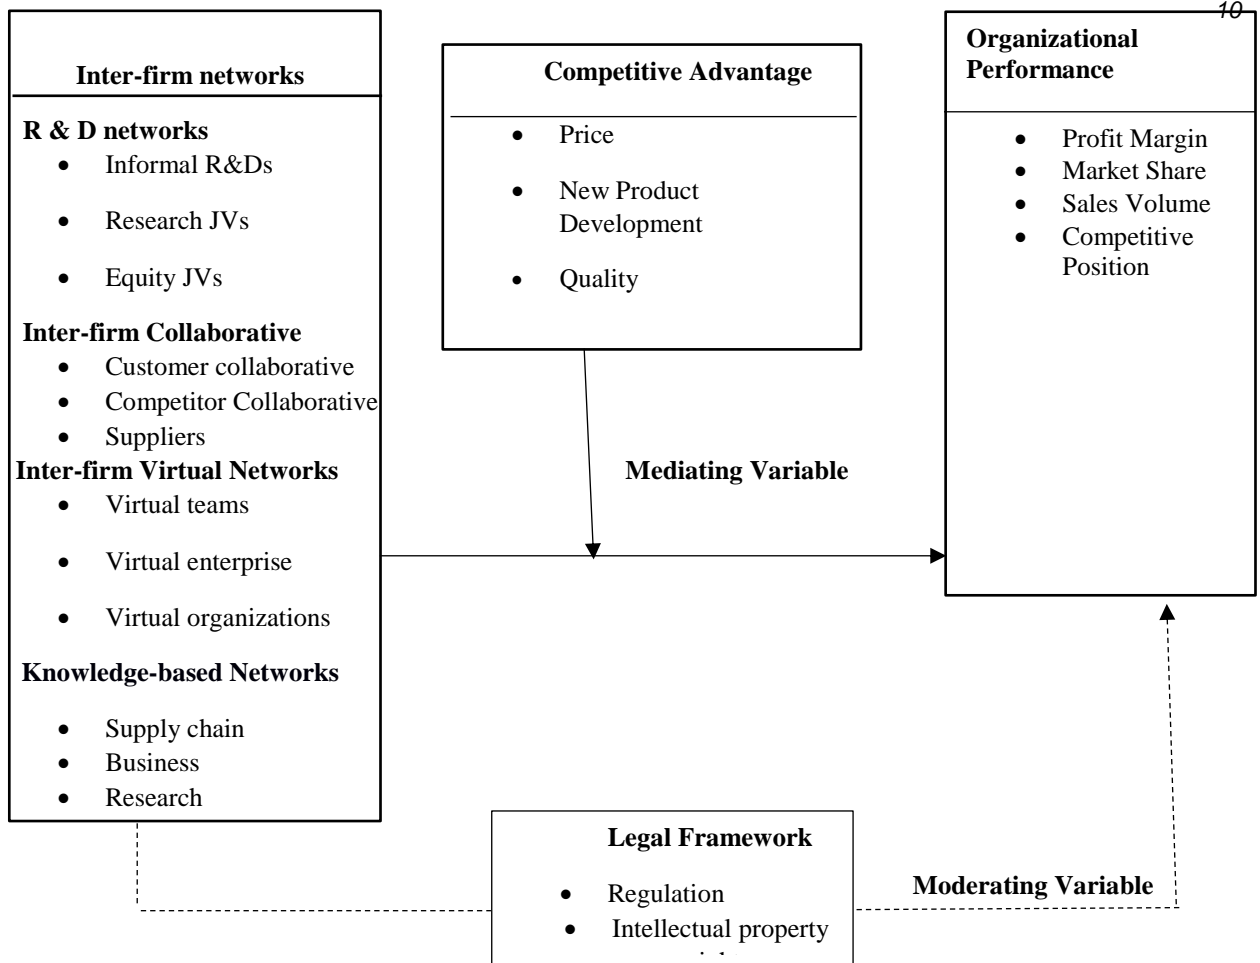 10
Inter-firm networks
R & D networks
• Informal R&Ds
• Research JVs
• Equity JVs
Inter-firm Collaborative
• Customer collaborative
• Competitor Collaborative
• Suppliers
Inter-firm Virtual Networks
• Virtual teams
• Virtual enterprise
• Virtual organizations
Knowledge-based Networks
• Supply chain
• Business
• Research
Competitive Advantage
• Price
• New Product
Development
• Quality
Mediating Variable
Organizational
Performance
• Profit Margin
• Market Share
• Sales Volume
• Competitive
Position
Legal Framework
• Regulation
• Intellectual property
Moderating Variable